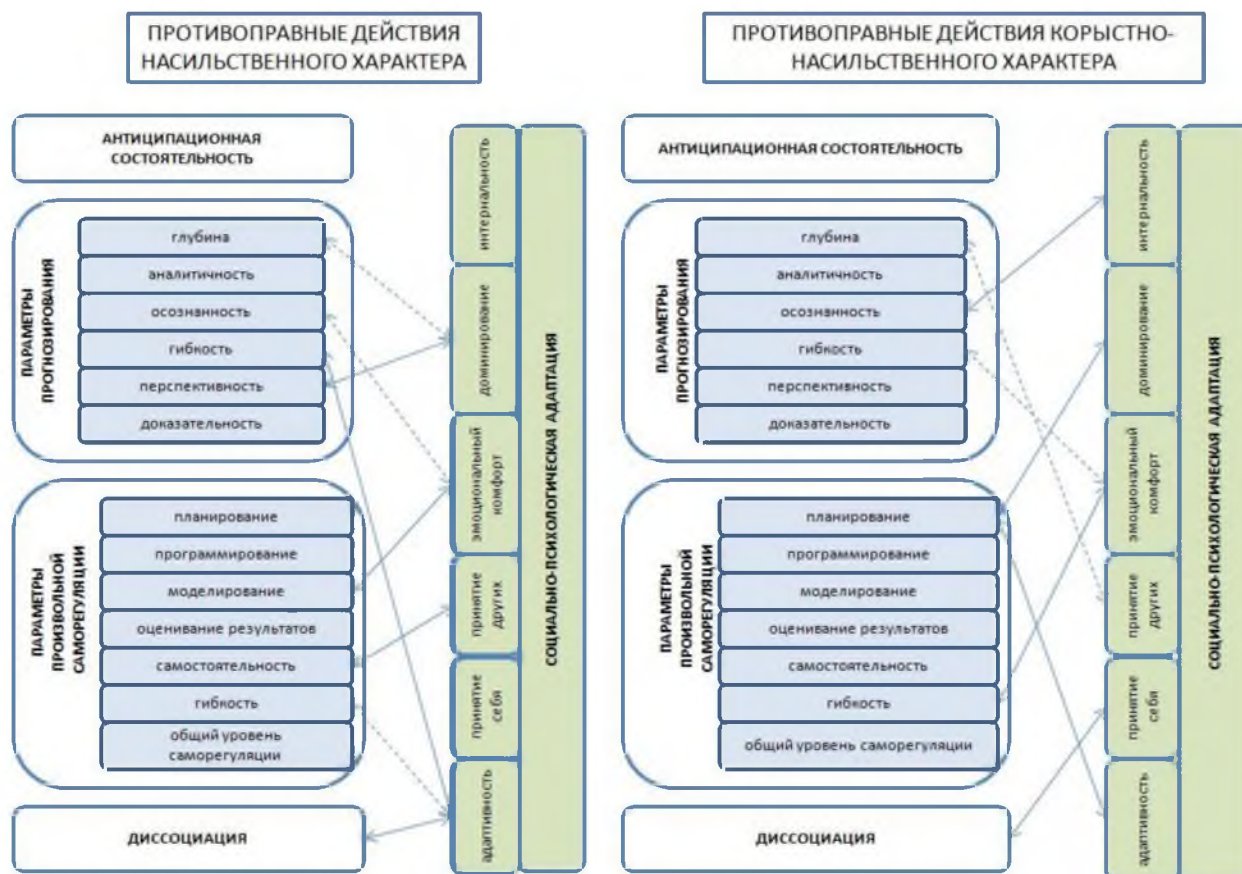 ПРОТИВОПРАВНЫЕ ДЕЙСТВИЯ
НАСИЛЬСТВЕННОГО ХАРАКТЕРА
АНТИЦИПАЦИОННАЯ
СОСТОЯТЕЛЬНОСТЬ
ПАРАМЕТРЫ
ПРОГНОЗИРОВАНИЯ
глубина
аналитичность
осознанность
гибкость
перспективность
доказательность
ПАРАМЕТРЫ
ПРОИЗВОЛЬНОЙ
САМОРЕГУЛЯЦИИ
планирование
программирование
моделирование
оценивание результатов
самостоятельность
гибкость
общий уровень
саморегуляции
ДИССОЦИАЦИЯ
интернальность
доминирование
эмоциональный
комфорт
принятие
других
принятие
себя
адаптивность
СОЦИАЛЬНО-ПСИХОЛОГИЧЕСКАЯ АДАПТАЦИЯ
ПРОТИВОПРАВНЫЕ ДЕЙСТВИЯ КОРЫСТНО-
НАСИЛЬСТВЕННОГО ХАРАКТЕРА
АНТИЦИПАЦИОННАЯ СОСТОЯТЕЛЬНОСТЬ
ПАРАМЕТРЫ
ПРОГНОЗИРОВАНИЯ
глубина
аналитичность
осознанность
гибкость
перспективность
доказательность
ПАРАМЕТРЫ
ПРОИЗВОЛЬНОЙ
САМОРЕГУЛЯЦИИ
планирование
программирование
моделирование
оценивание результатов
самостоятельность
гибкость
общий уровень саморегуляции
ДИССОЦИАЦИЯ
интернальность
доминирование
эмоциональный
комфорт
принятие
других
принятие
себя
адаптивность
СОЦИАЛЬНО-ПСИХОЛОГИЧЕСКАЯ АДАПТАЦИЯ